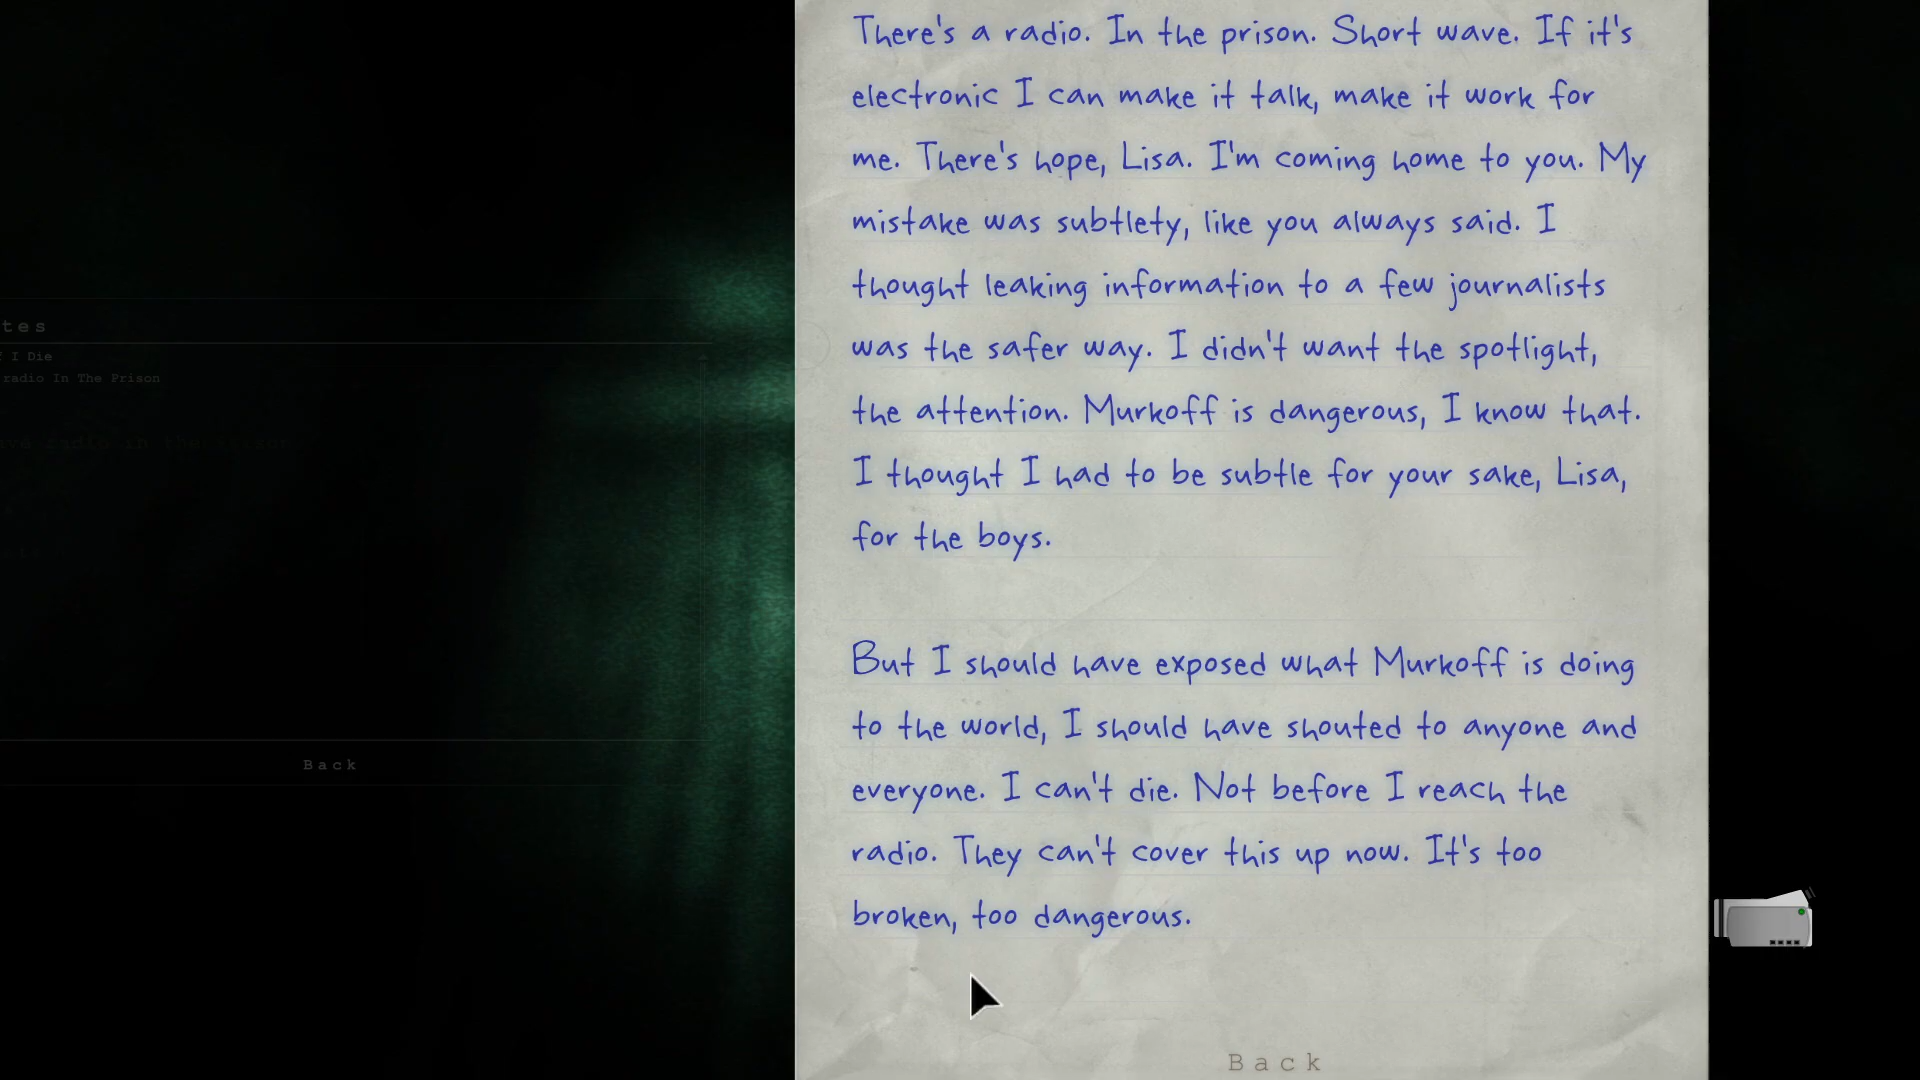 tes
f I Die
radio In The Prison
ave radio in the prison
Back
There's a radio. In the prison. Short wave. If it's
electronic I can make it talk, make it work for
me. There's hope, Lisa. I'm coming home to you. My
mistake was subtlety, like you always said. I
thought leaking information to a few journalists
was the safer way. I didn't want the spotlight,
the attention. Murkoff is dangerous, I know that.
I thought I had to be subtle for your sake, Lisa,
for the boys.
But I should have exposed what Murkoff is doing
to the world, I should have shouted to anyone and
everyone. I can't die. Not before I reach the
radio. They can't cover this up now. It's too
broken, too dangerous.
Back